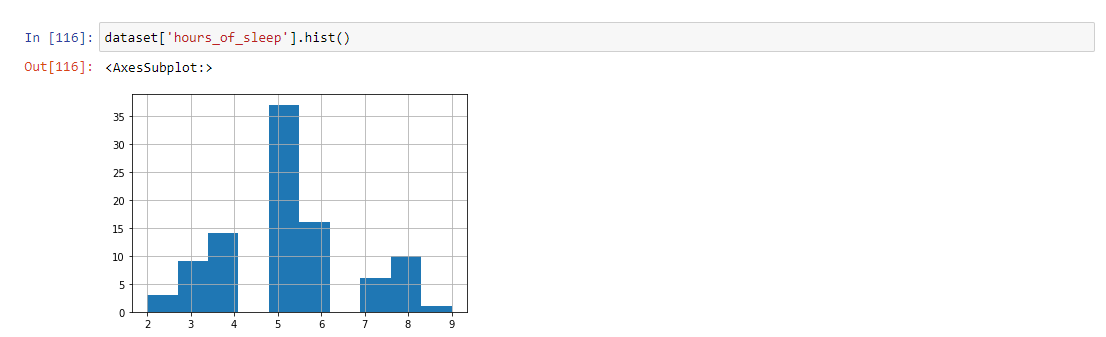 In [116]: dataset['hours_of_sleep'].hist()
Out[116]: <AxesSubplot:>
35
30
25
20
15
10
5
0
2 3 4 5 6 7 8 9